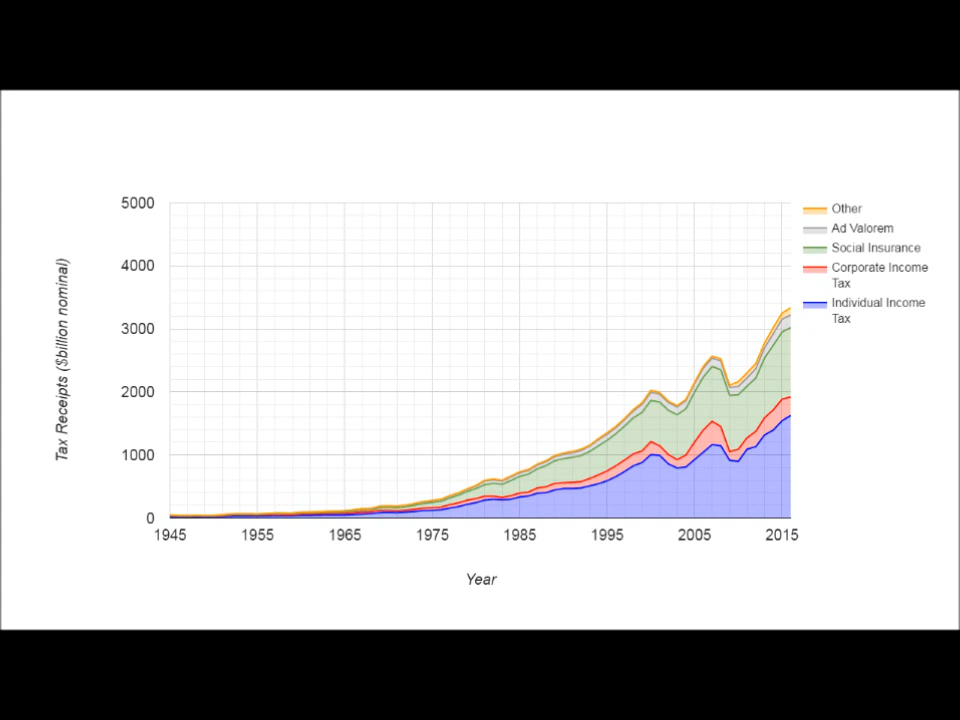 5000
4000
3000
2000
1000
0
Tax Receipts ($billion nominal)
1945 1955 1965 1975 1985 1995 2005 2015
Year
Other
Ad Valorem
Social Insurance
Corporate Income
Tax
Individual Income
Tax